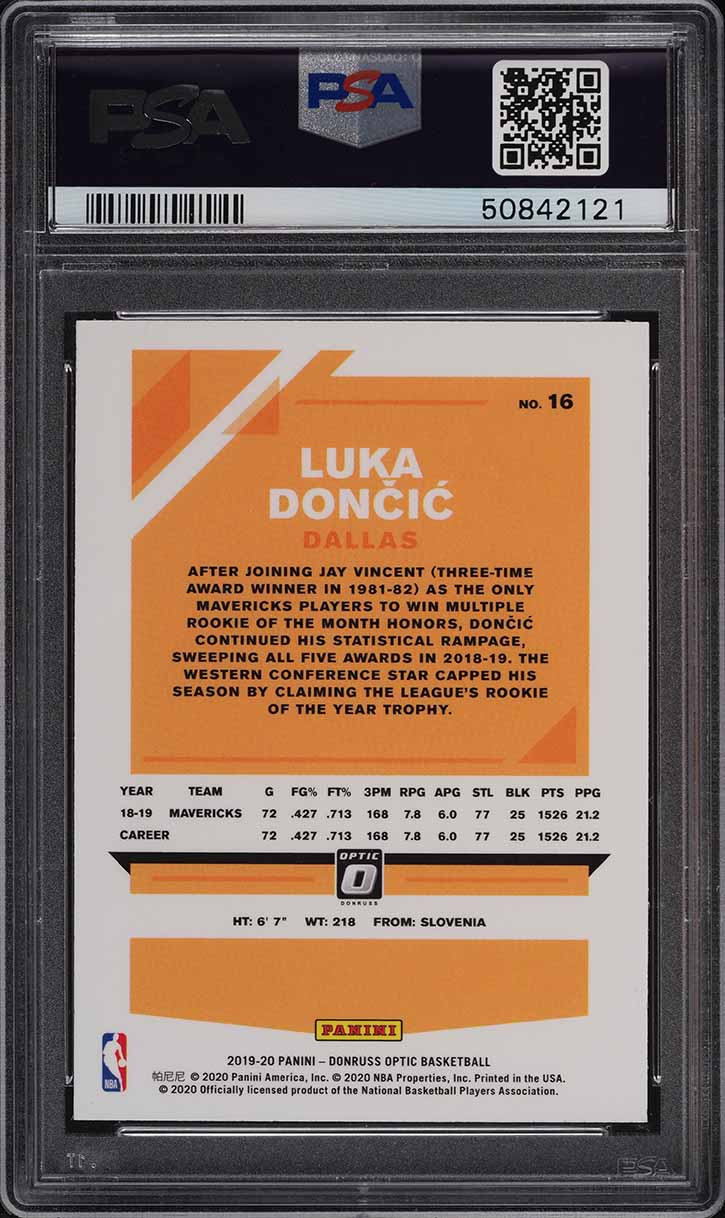 PSA
PSA
50842121
NO. 16
LUKA
DONČIĆ
DALLAS
AFTER JOINING JAY VINCENT (THREE-TIME
AWARD WINNER IN 1981-82) AS THE ONLY
MAVERICKS PLAYERS TO WIN MULTIPLE
ROOKIE OF THE MONTH HONORS, DONČIĆ
CONTINUED HIS STATISTICAL RAMPAGE,
SWEEPING ALL FIVE AWARDS IN 2018-19. THE
WESTERN CONFERENCE STAR CAPPED HIS
SEASON BY CLAIMING THE LEAGUE'S ROOKIE
OF THE YEAR TROPHY.
YEAR TEAM G FG% FT% 3PM RPG APG STL BLK PTS PPG
18-19 MAVERICKS 72 .427 .713 168 7.8 6.0 77 25 1526 21.2
CAREER 72 .427 .713 168 7.8 6.0 77 25 1526 21.2
OPTIC
O
DONRUSS
HT: 6' 7" WT: 218 FROM: SLOVENIA
PANINI
2019-20 PANINI – DONRUSS OPTIC BASKETBALL
帕尼尼 © 2020 Panini America, Inc. © 2020 NBA Properties, Inc. Printed in the USA.
© 2020 Officially licensed product of the National Basketball Players Association.
NBA
PSA